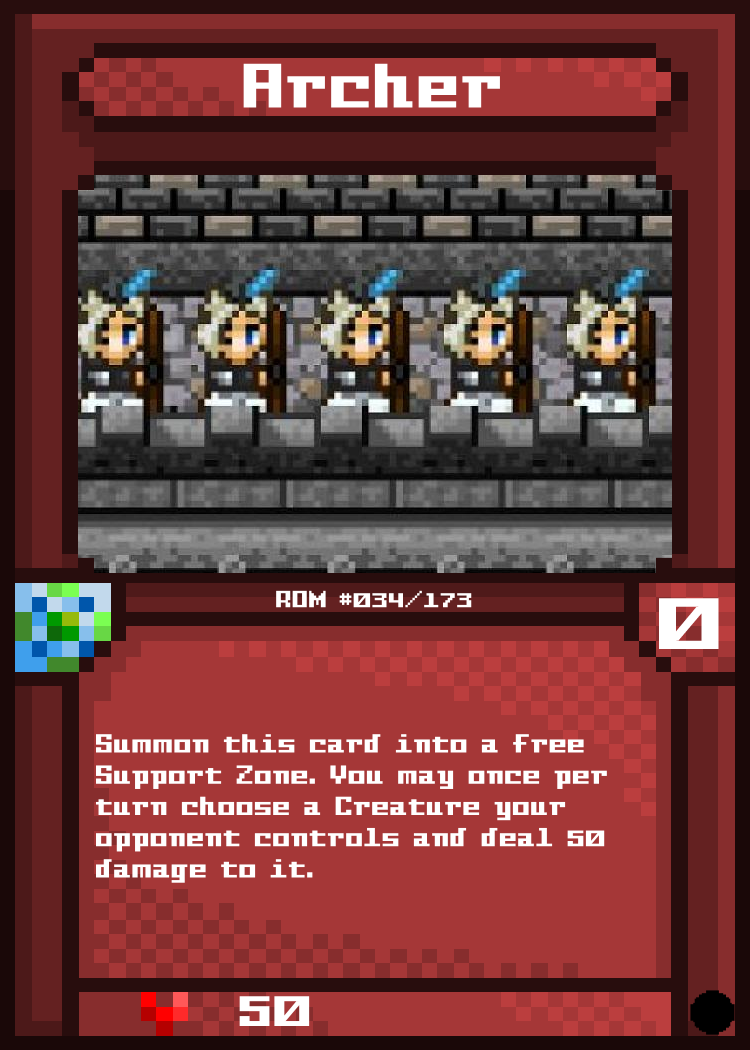 Archer
ROM #034/173
0
Summon this card into a free
Support Zone. You may once per
turn choose a Creature your
opponent controls and deal 50
damage to it.
50